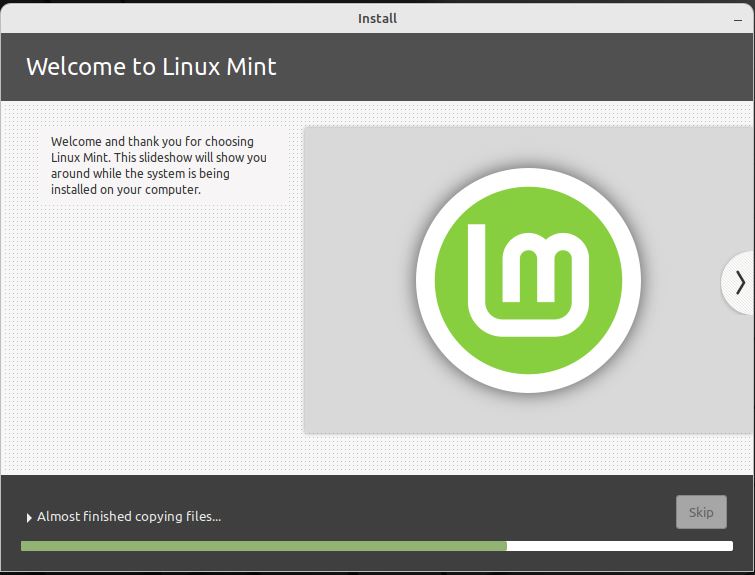 Install
Welcome to Linux Mint
Welcome and thank you for choosing
Linux Mint. This slideshow will show you
around while the system is being
installed on your computer.
Almost finished copying files...
Skip